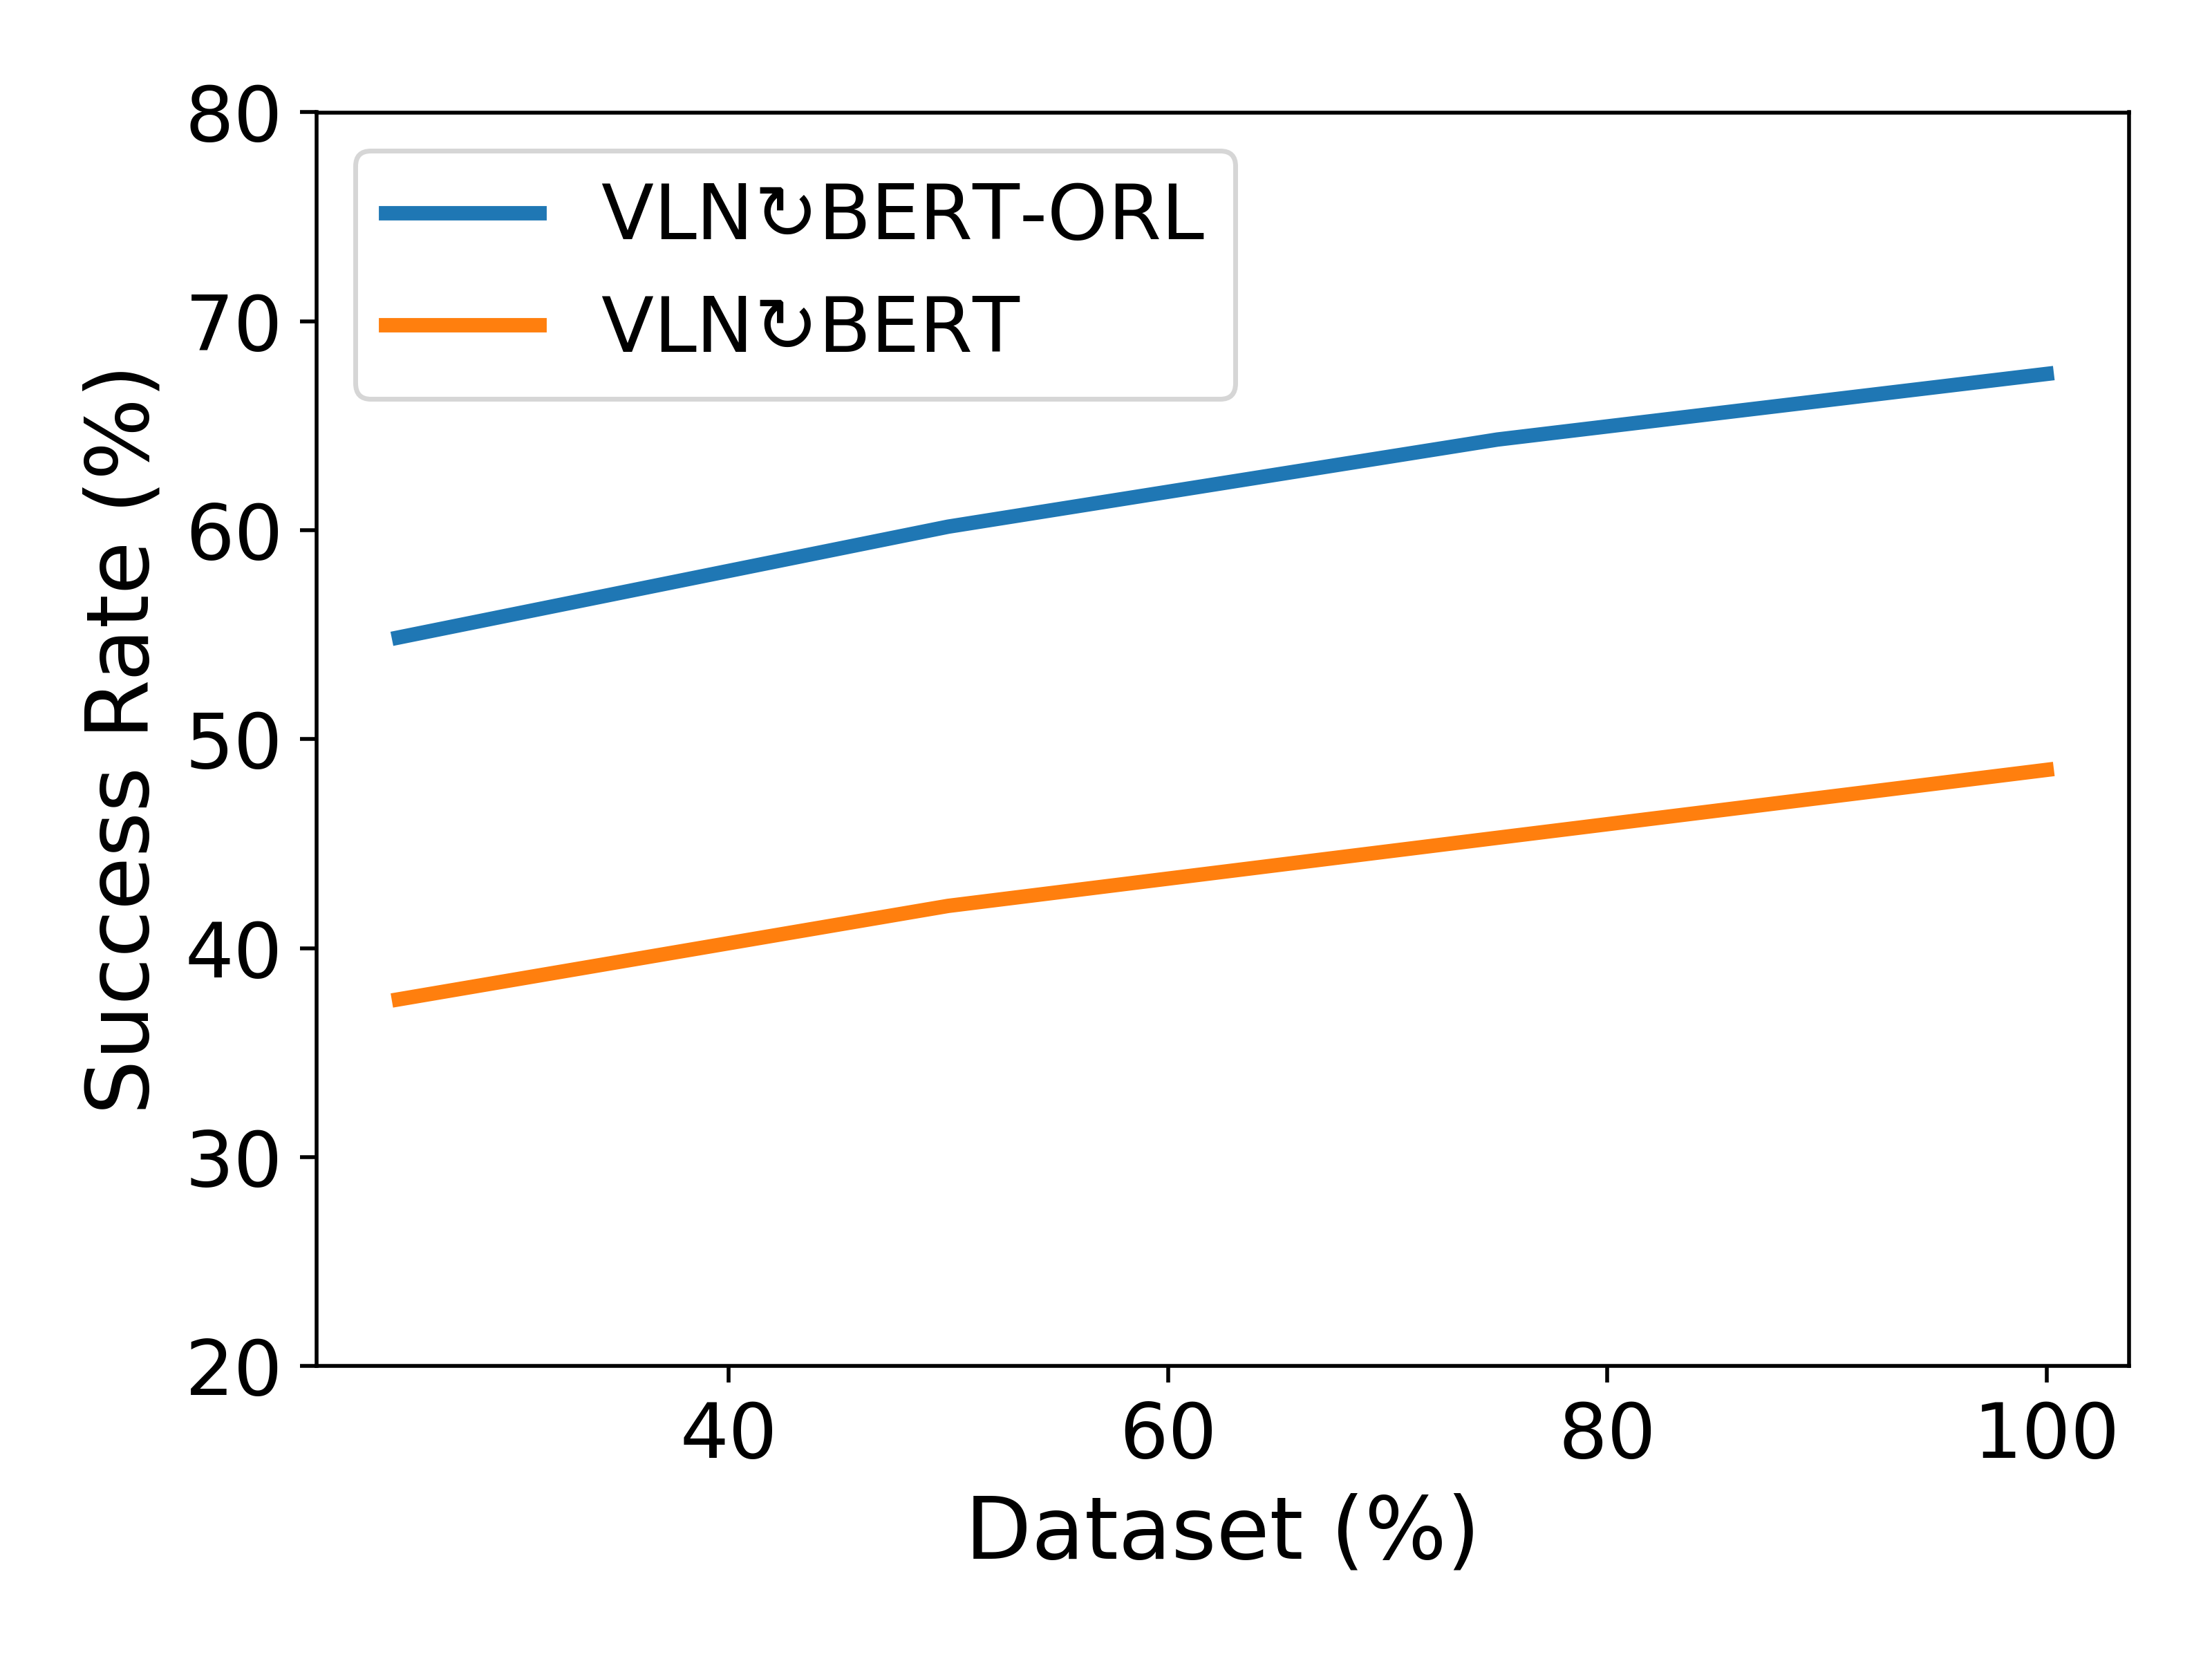 80
70
60
50
40
30
20
Success Rate (%)
VLN↻BERT-ORL
VLN↻BERT
40 60 80 100
Dataset (%)